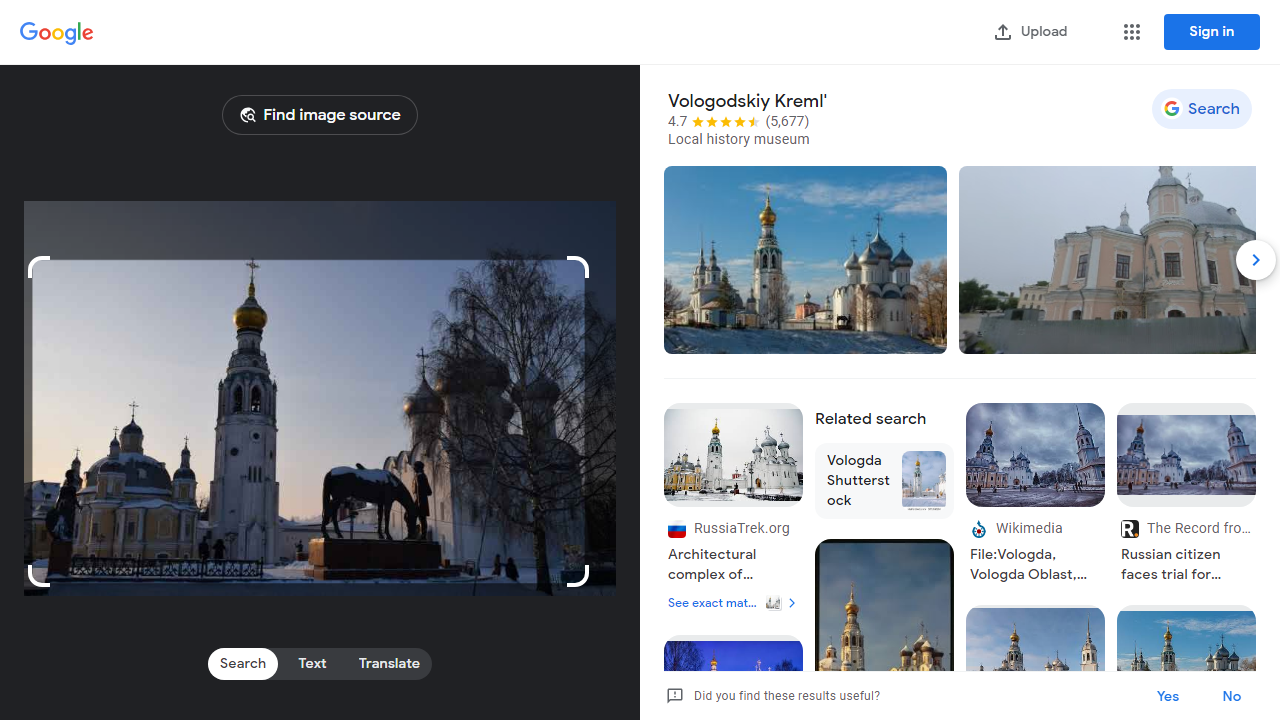 Google
Upload
Sign in
Find image source
Search
Text
Translate
Vologodskiy Kreml'
4.7 (5,677)
Local history museum
Search
RussiaTrek.org
Architectural
complex of...
See exact mat...
Related search
Vologda
Shutterst
ock
Wikimedia
File:Vologda,
Vologda Oblast,...
The Record fro...
Russian citizen
faces trial for...
Did you find these results useful?
Yes
No